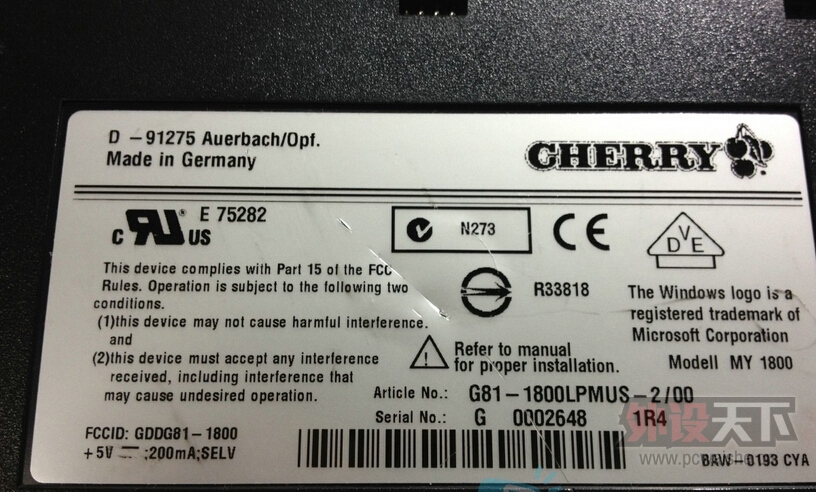 D - 91275 Auerbach/Opf.
Made in Germany
CHERRY
E 75282
C RU® US
N273
CE
DVE
This device complies with Part 15 of the FCC
Rules. Operation is subject to the following two
conditions.
(1)this device may not cause harmful interference.
and
(2)this device must accept any interference
received, including interference that
may cause undesired operation.
R33818
The Windows logo is a
registered trademark of
Microsoft Corporation
Refer to manual
for proper installation.
Modell MY 1800
Article No.: G81-1800LPMUS-2/00
Serial No.: G 0002648 1R4
FCCID: GDDG81-1800
+5V ⎓;200mA;SELV
BAW-0193 CYA
外设天下